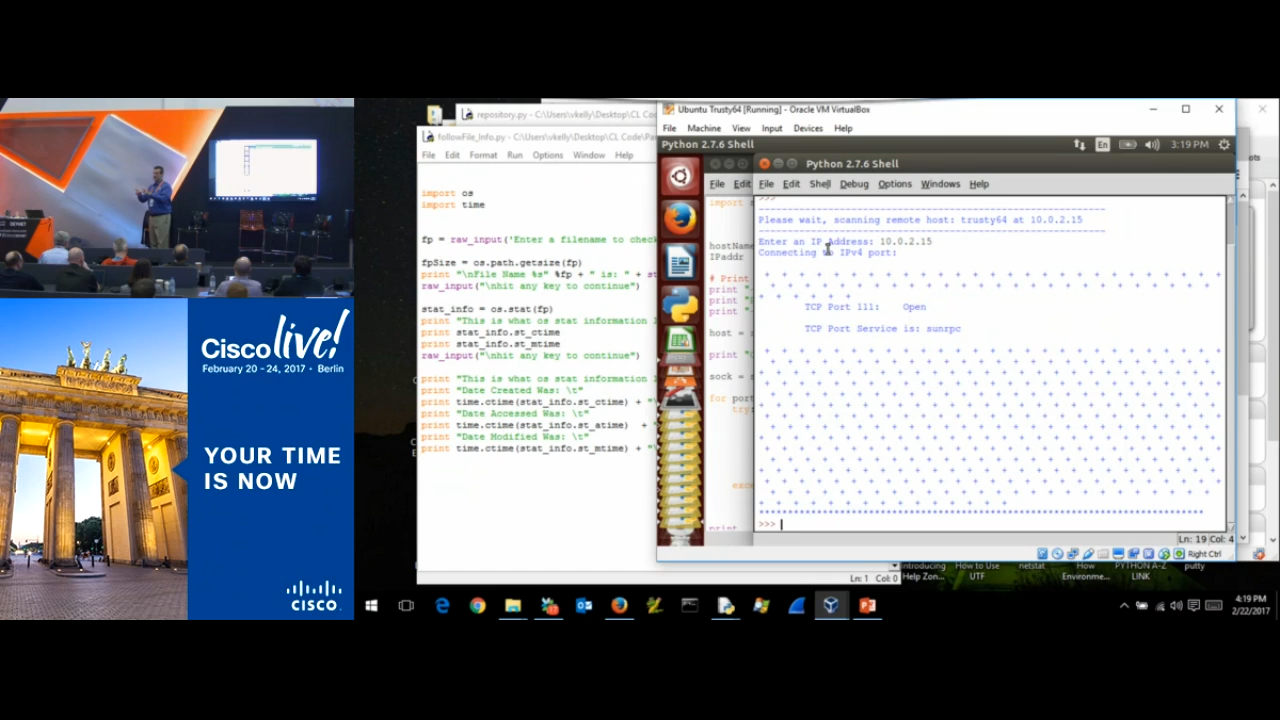 Cisco live!
February 20 - 24, 2017 • Berlin
YOUR TIME
IS NOW
CISCO
repository.py - C:\Users\vkelly\Desktop\CL Co
followFile_Info.py - C:\Users\vkelly\Desktop\CL Code\Pa
File Edit Format Run Options Window Help
import os
import time
fp = raw_input('Enter a filename to check
fpSize = os.path.getsize(fp)
print "\nFile Name %s" %fp + " is: " + st
raw_input("\nhit any key to continue")
stat_info = os.stat(fp)
print "This is what os stat information
print stat_info.st_ctime
print stat_info.st_mtime
raw_input("\nhit any key to continue")
print "This is what os stat information
print "Date Created Was: \t"
print time.ctime(stat_info.st_ctime) + "\
print "Date Accessed Was: \t"
print time.ctime(stat_info.st_atime) + "
print "Date Modified Was: \t"
print time.ctime(stat_info.st_mtime) + "\
Ln: 1 Col: 0
Ubuntu Trusty64 [Running] - Oracle VM VirtualBox
File Machine View Input Devices Help
Python 2.7.6 Shell
En
3:19 PM
File Edit
import s
hostName
IPaddr
# Print
print "
print "
print "
host =
print "
sock = s
for port
try:
exce
print
Python 2.7.6 Shell
File Edit Shell Debug Options Windows Help
>>>
------------------------------------------------------------
Please wait, scanning remote host: trusty64 at 10.0.2.15
------------------------------------------------------------
Enter an IP Address: 10.0.2.15
Connecting to IPv4 port:
TCP Port 111: Open
TCP Port Service is: sunrpc
>>>
Ln: 19 Col: 4
Right Ctrl
Introducing
Help Zon...
How to Use
UTF
netstat
How
Environme...
PYTHON A-Z
LINK
putty
4:19 PM
2/22/2017